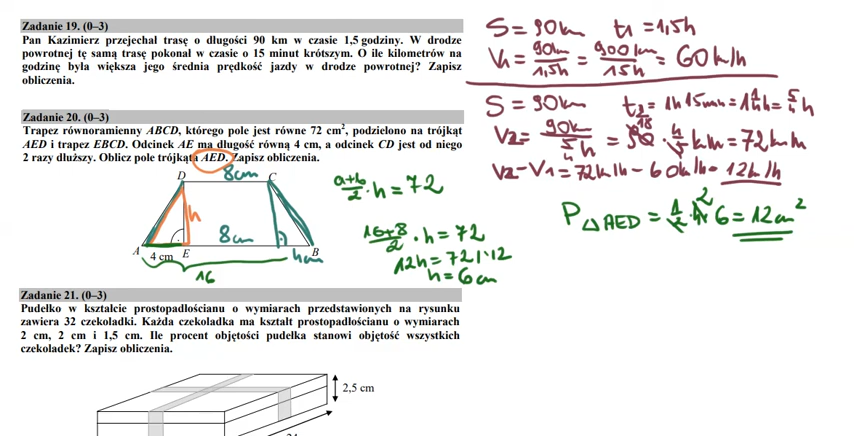 Zadanie 19. (0–3)
Pan Kazimierz przejechał trasę o długości 90 km w czasie 1,5 godziny. W drodze
powrotnej tę samą trasę pokonał w czasie o 15 minut krótszym. O ile kilometrów na
godzinę była większa jego średnia prędkość jazdy w drodze powrotnej? Zapisz
obliczenia.
S = 90km t₁ = 1,5h
V₁ = 90km/1,5h = 900km/15h = 60km/h
S = 90km t₂ = 1h 15min = 1 1/4 h = 5/4 h
V₂ = 90km/(5/4 h) = 90 18 · 4/5 km = 72km/h
V₂ - V₁ = 72km/h - 60km/h = 12km/h
Zadanie 20. (0–3)
Trapez równoramienny ABCD, którego pole jest równe 72 cm², podzielono na trójkąt
AED i trapez EBCD. Odcinek AE ma długość równą 4 cm, a odcinek CD jest od niego
2 razy dłuższy. Oblicz pole trójkąta AED. Zapisz obliczenia.
D 8cm C
h
8cm
A 4 cm E B
4cm
16
a+b/2 · h = 72
16+8/2 · h = 72
12h = 72 |:12
h = 6cm
P△AED = 1/2 · 4 2 · 6 = 12cm²
Zadanie 21. (0–3)
Pudełko w kształcie prostopadłościanu o wymiarach przedstawionych na rysunku
zawiera 32 czekoladki. Każda czekoladka ma kształt prostopadłościanu o wymiarach
2 cm, 2 cm i 1,5 cm. Ile procent objętości pudełka stanowi objętość wszystkich
czekoladek? Zapisz obliczenia.
2,5 cm